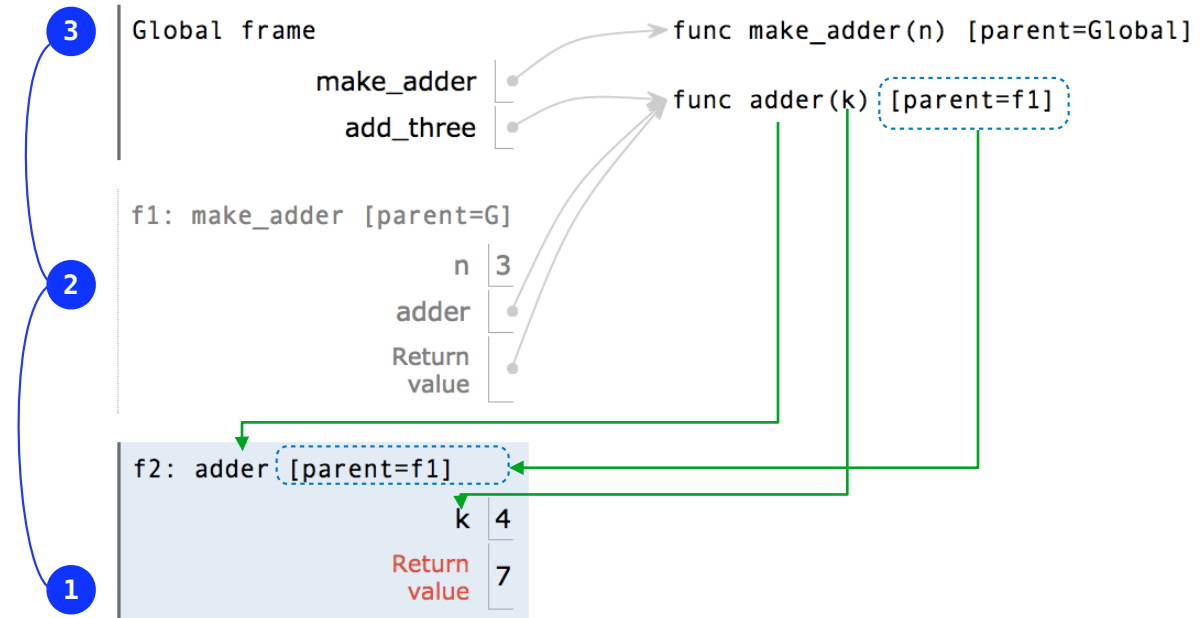 3
Global frame
func make_adder(n) [parent=Global]
make_adder
func adder(k) [parent=f1]
add_three
f1: make_adder [parent=G]
n 3
2
adder
Return
value
f2: adder [parent=f1]
k 4
Return
value
7
1